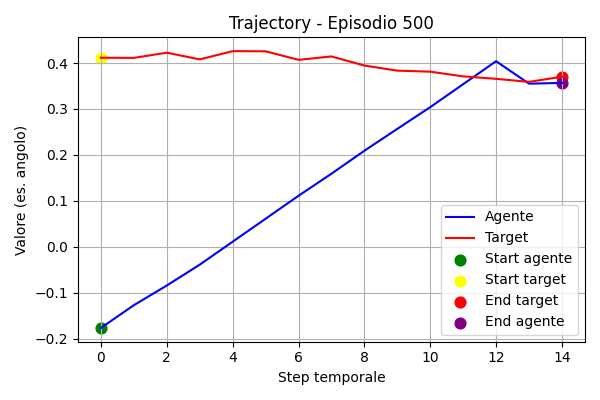 Trajectory - Episodio 500
Valore (es. angolo)
0.4
0.3
0.2
0.1
0.0
−0.1
−0.2
Agente
Target
Start agente
Start target
End target
End agente
0 2 4 6 8 10 12 14
Step temporale